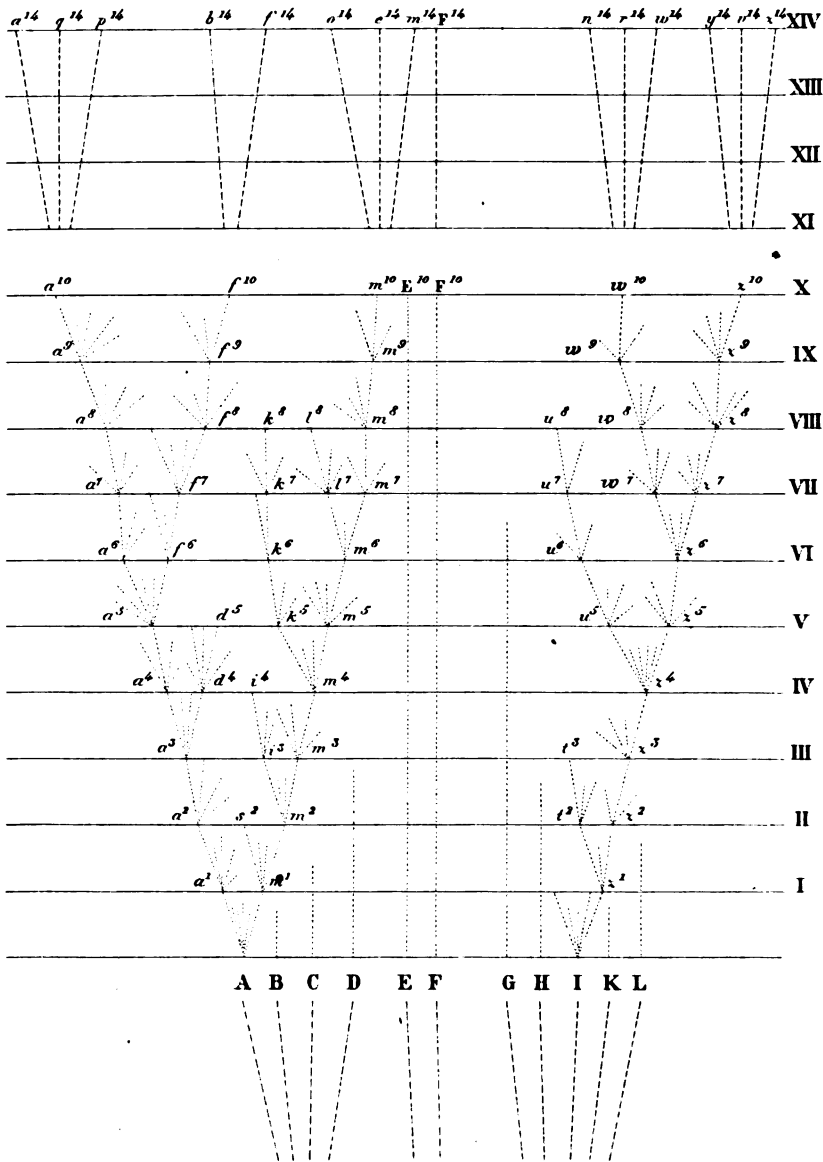 a¹⁴ q¹⁴ p¹⁴ b¹⁴ f¹⁴ o¹⁴ e¹⁴ m¹⁴ F¹⁴ n¹⁴ r¹⁴ w¹⁴ y¹⁴ v¹⁴ z¹⁴ XIV
XIII
XII
XI
a¹⁰ f¹⁰ m¹⁰ E¹⁰ F¹⁰ w¹⁰ z¹⁰ X
a⁹ f⁹ m⁹ w⁹ z⁹ IX
a⁸ f⁸ k⁸ l⁸ m⁸ u⁸ w⁸ z⁸ VIII
a⁷ f⁷ k⁷ l⁷ m⁷ u⁷ w⁷ z⁷ VII
a⁶ f⁶ k⁶ m⁶ u⁶ z⁶ VI
a⁵ d⁵ k⁵ m⁵ u⁵ z⁵ V
a⁴ d⁴ i⁴ m⁴ z⁴ IV
a³ i³ m³ t³ z³ III
a² s² m² t² z² II
a¹ m¹ z¹ I
A B C D E F G H I K L